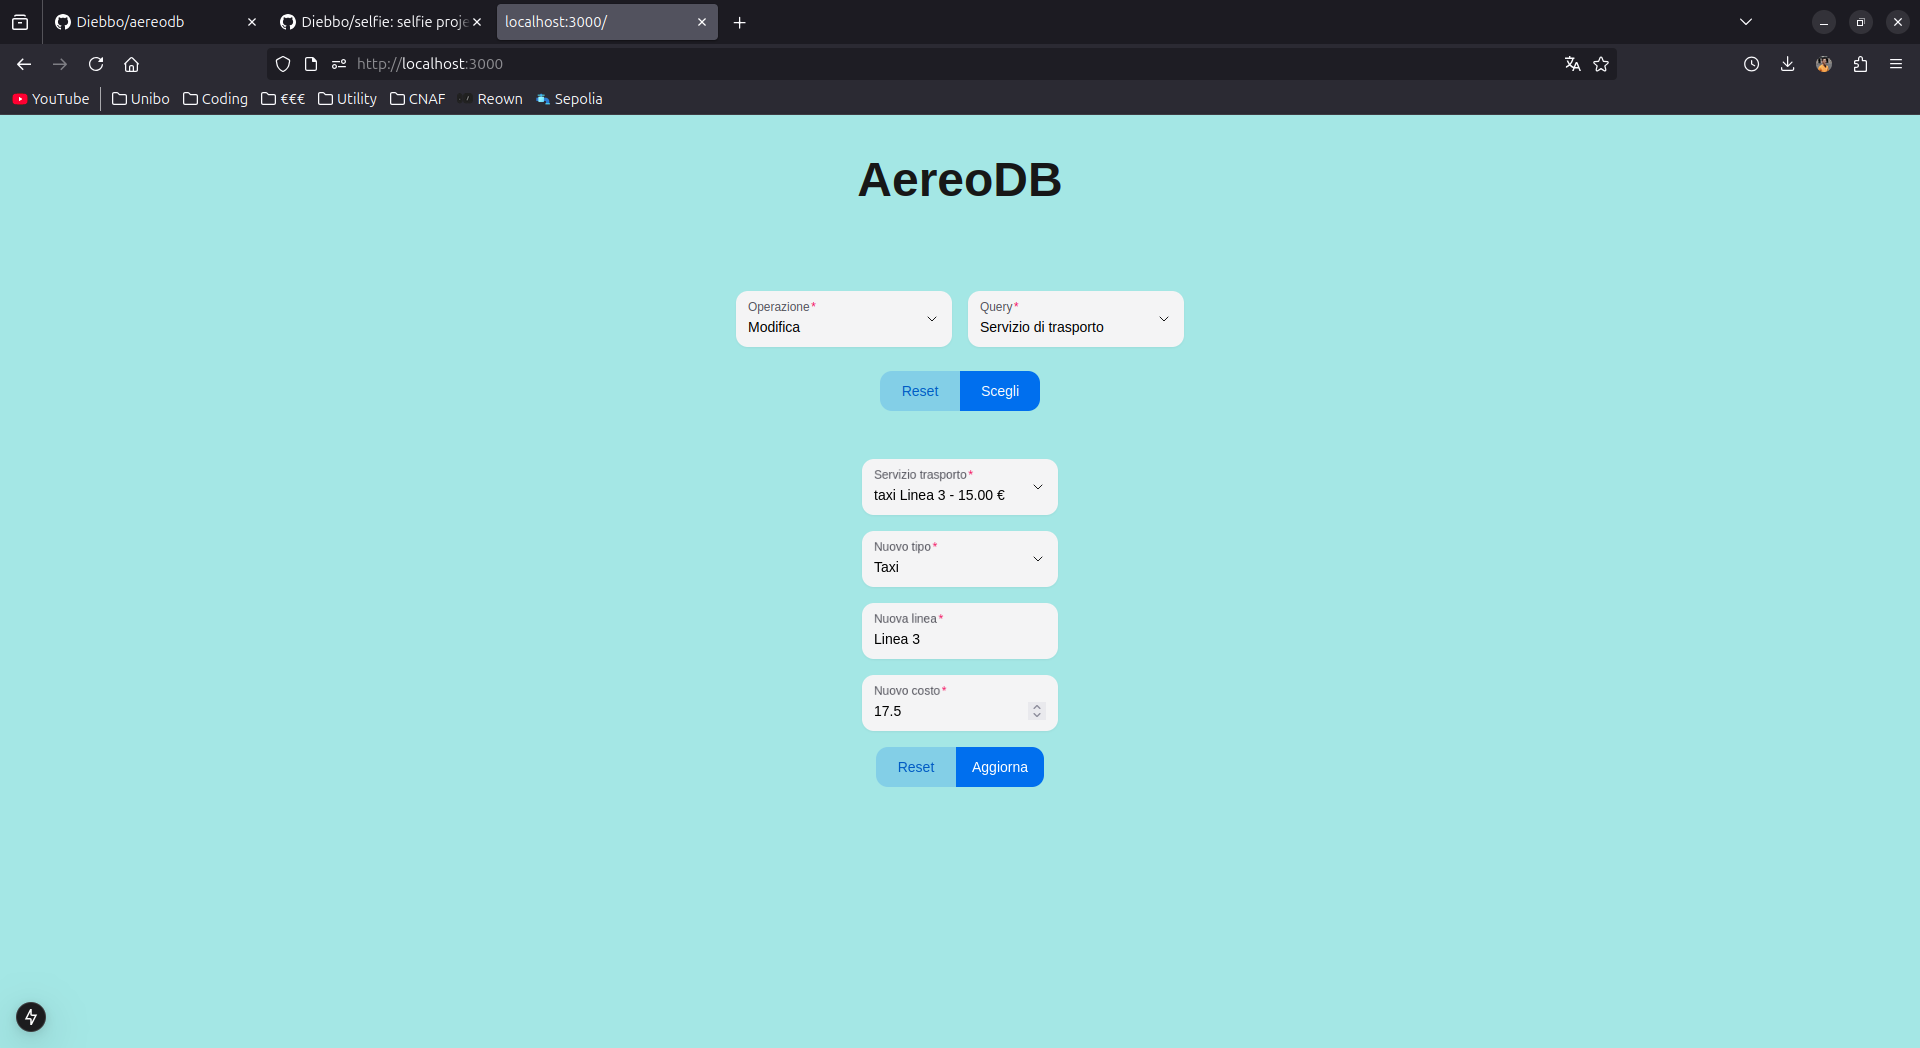 Diebbo/aereodb
Diebbo/selfie: selfie proje
localhost:3000/
http://localhost:3000
YouTube
Unibo
Coding
€€€
Utility
CNAF
Reown
Sepolia
AereoDB
Operazione*
Modifica
Query*
Servizio di trasporto
Reset
Scegli
Servizio trasporto*
taxi Linea 3 - 15.00 €
Nuovo tipo*
Taxi
Nuova linea*
Linea 3
Nuovo costo*
17.5
Reset
Aggiorna